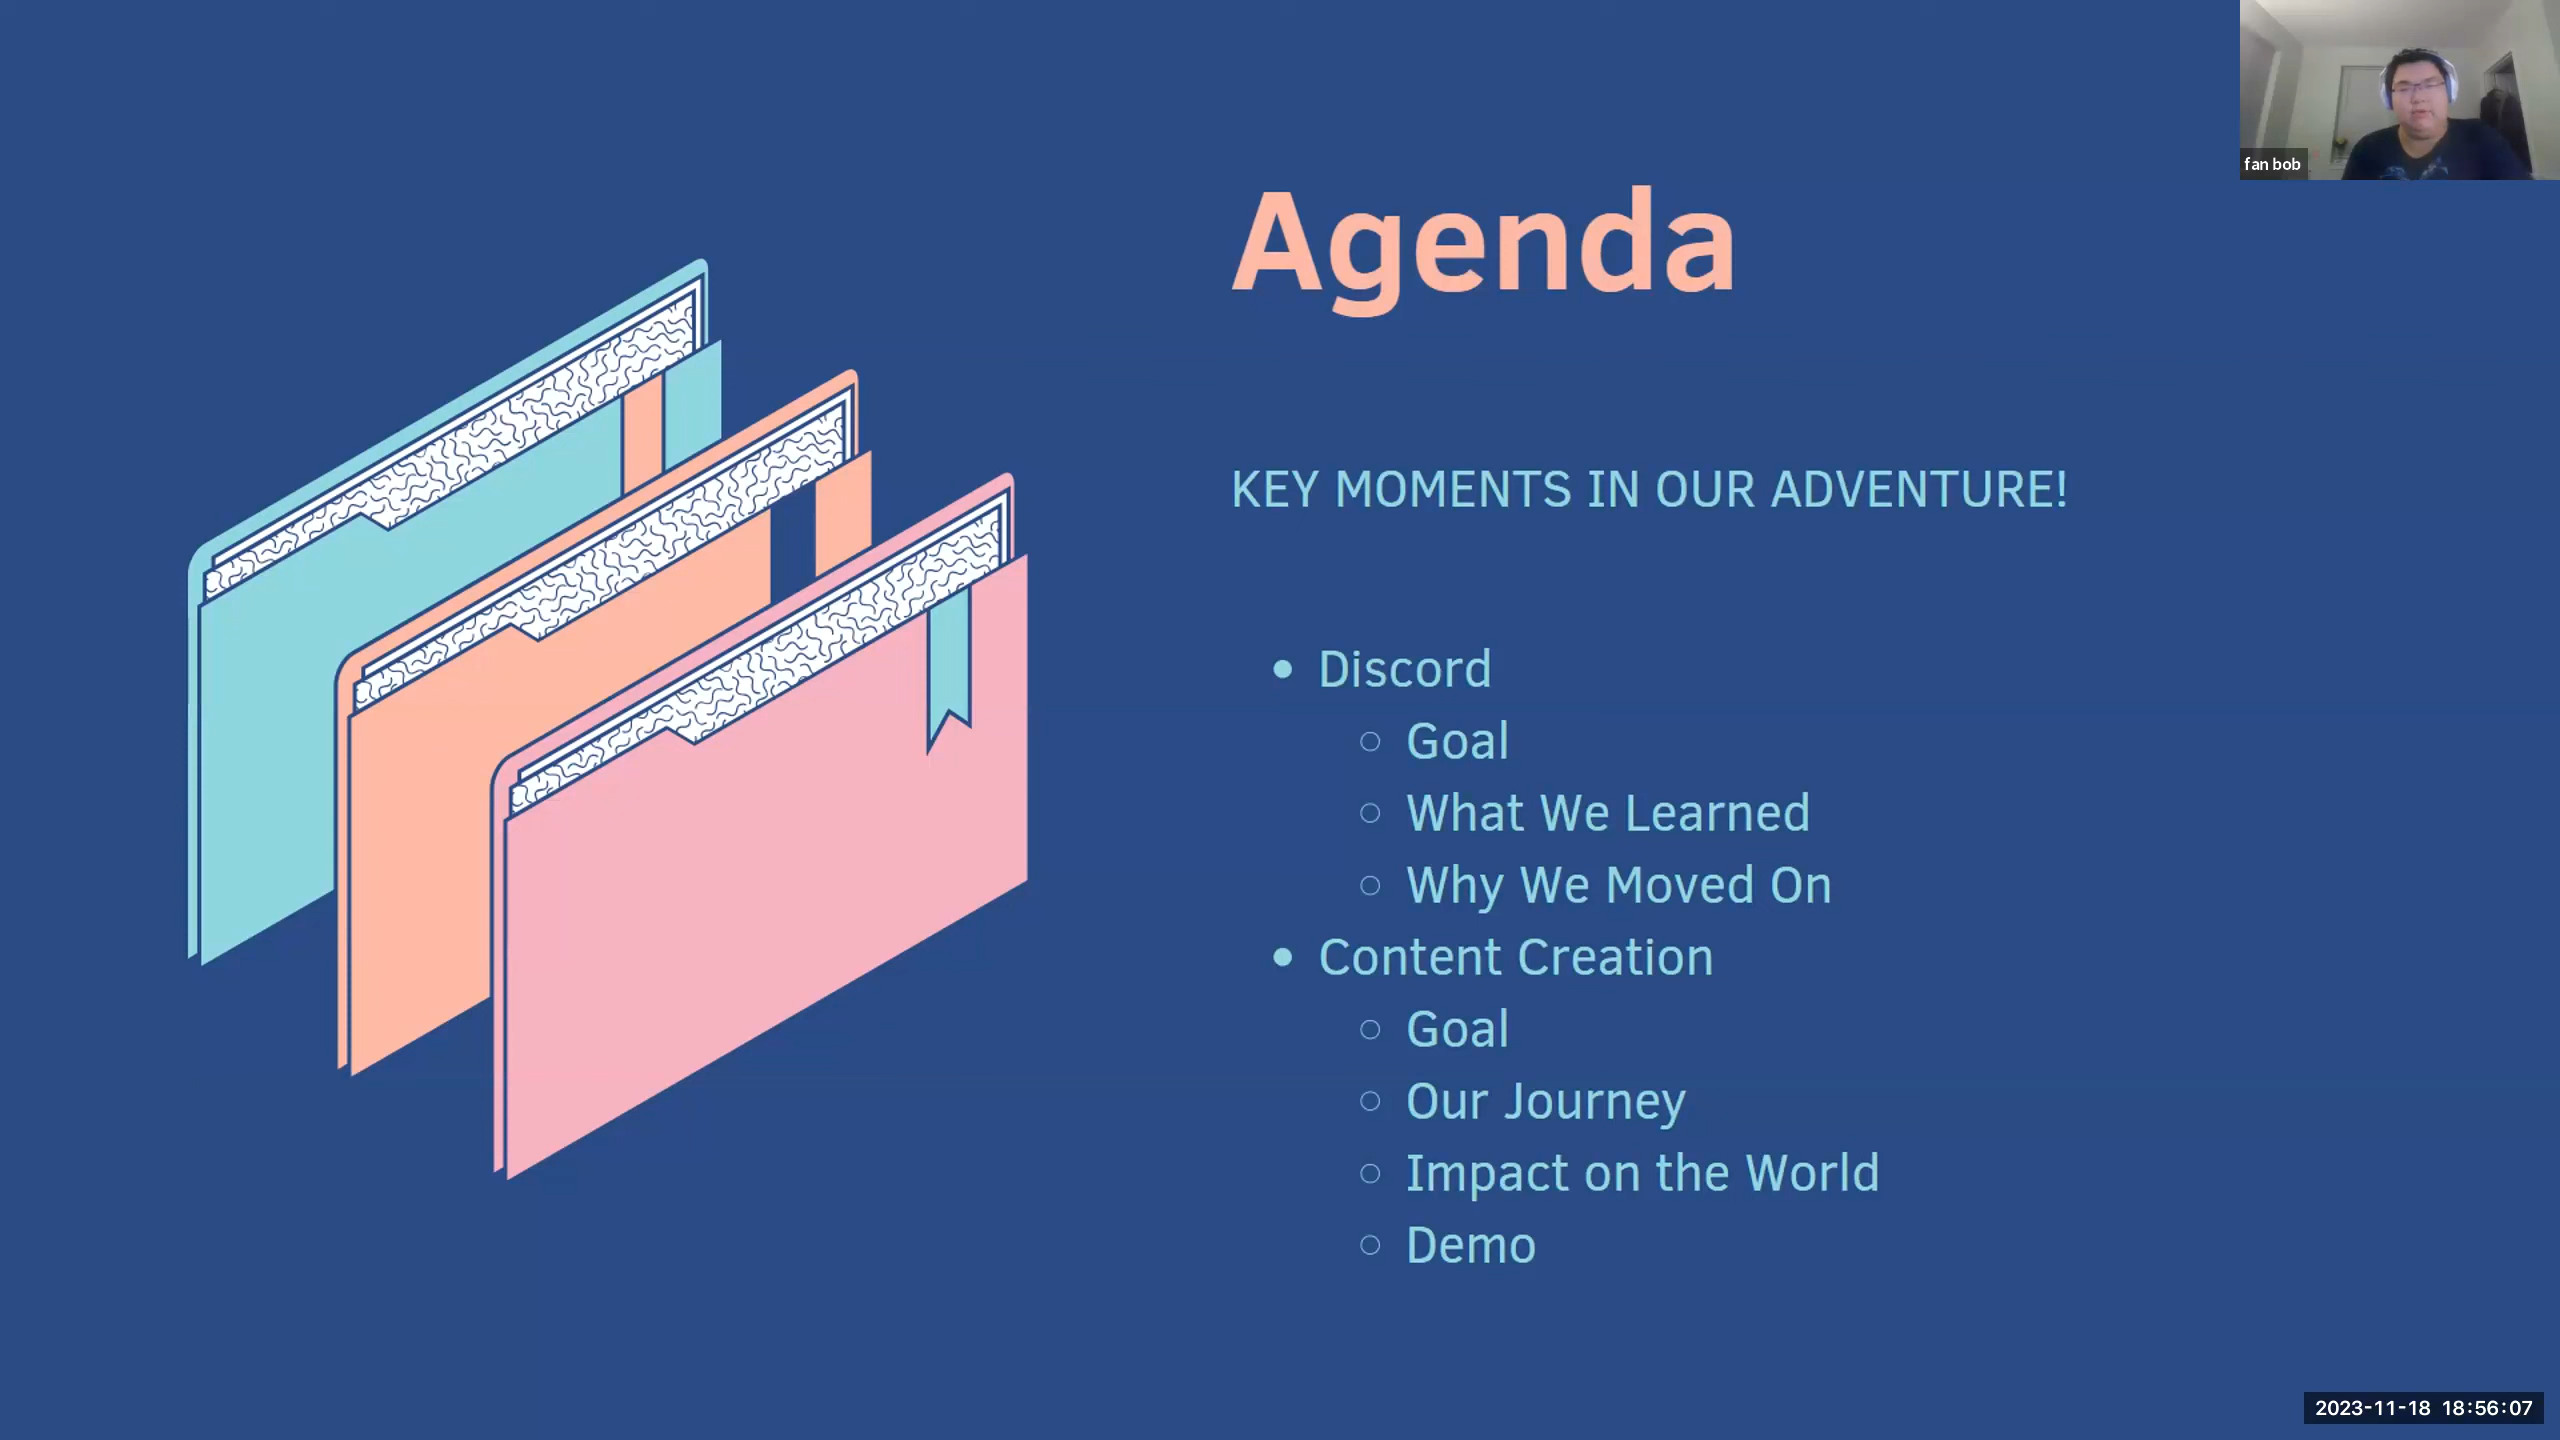 fan bob
Agenda
KEY MOMENTS IN OUR ADVENTURE!
Discord
Goal
What We Learned
Why We Moved On
Content Creation
Goal
Our Journey
Impact on the World
Demo
2023-11-18 18:56:07